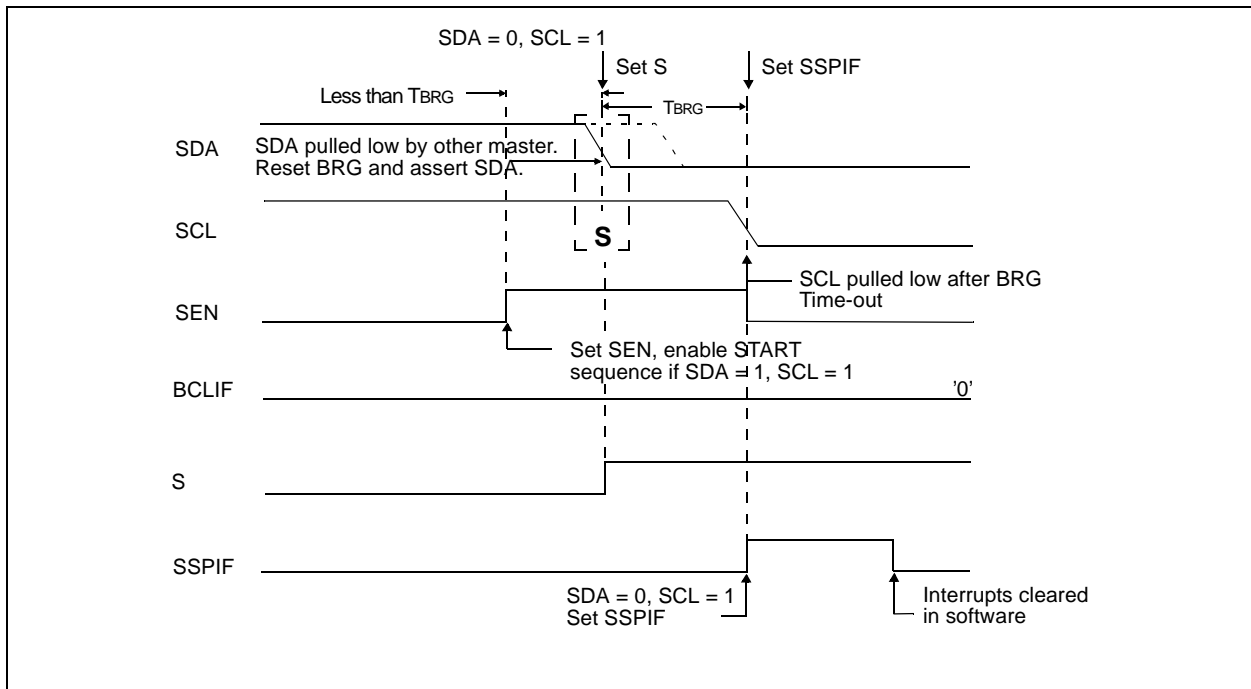 SDA = 0, SCL = 1
Set S
Set SSPIF
Less than TBRG
TBRG
SDA
SDA pulled low by other master.
Reset BRG and assert SDA.
SCL
S
SCL pulled low after BRG
Time-out
SEN
Set SEN, enable START
sequence if SDA = 1, SCL = 1
BCLIF
'0'
S
SSPIF
SDA = 0, SCL = 1
Set SSPIF
Interrupts cleared
in software